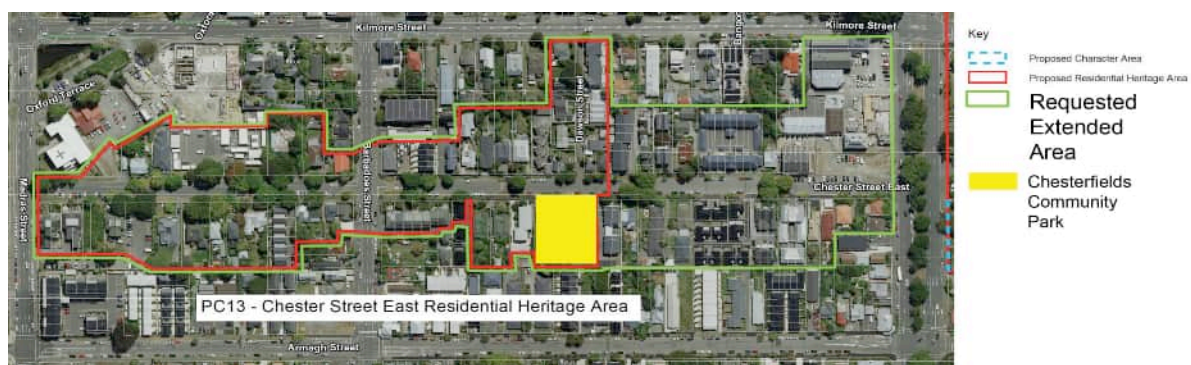 Kilmore Street
Kilmore Street
Oxford
Bangor
Oxford Terrace
Dawson Street
Madras Street
Barbadoes Street
Chester Street East
PC13 - Chester Street East Residential Heritage Area
Armagh Street
Key
Proposed Character Area
Proposed Residential Heritage Area
Requested
Extended
Area
Chesterfields
Community
Park